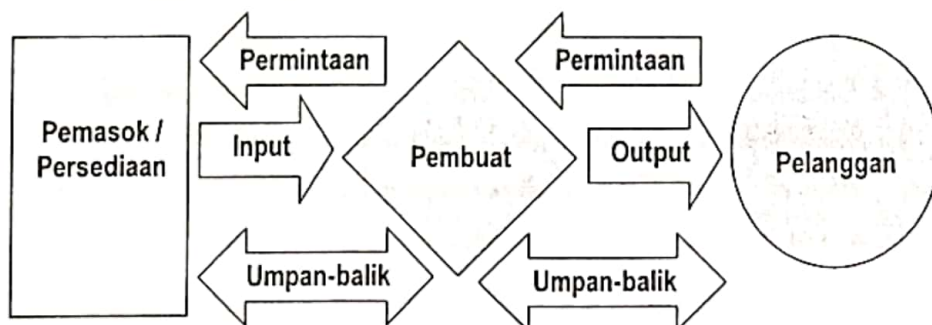 Permintaan
Permintaan
Pemasok /
Persediaan
Input
Pembuat
Output
Pelanggan
Umpan-balik
Umpan-balik